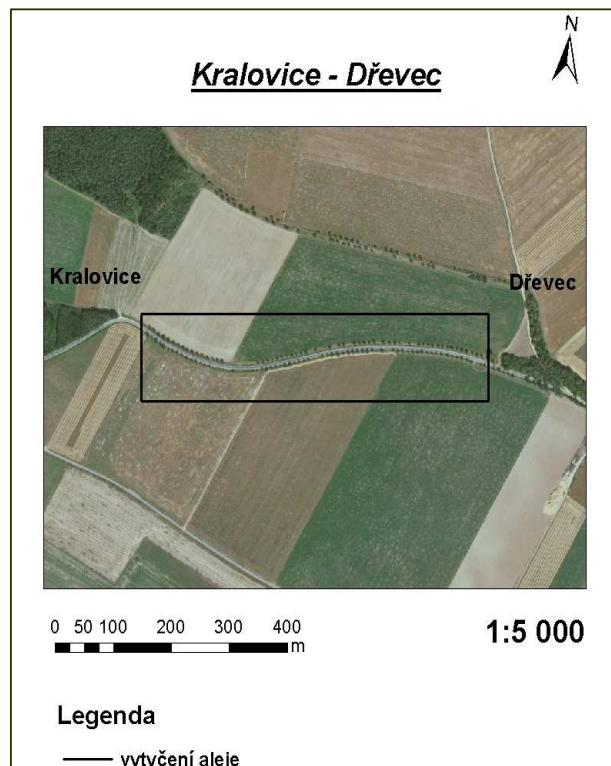 N
Kralovice - Dřevec
Kralovice
Dřevec
0 50 100 200 300 400
m
1:5 000
Legenda
vytyčení aleje